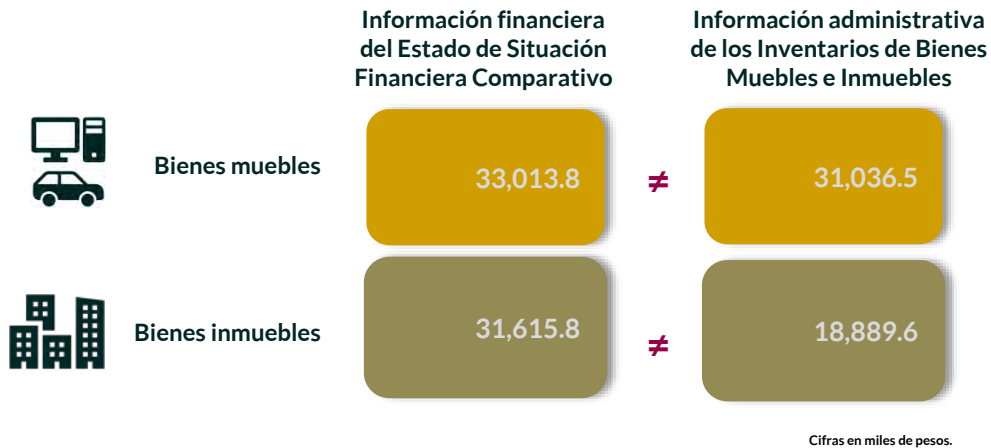 Información financiera
del Estado de Situación
Financiera Comparativo
Información administrativa
de los Inventarios de Bienes
Muebles e Inmuebles
Bienes muebles
33,013.8
≠
31,036.5
Bienes inmuebles
31,615.8
≠
18,889.6
Cifras en miles de pesos.